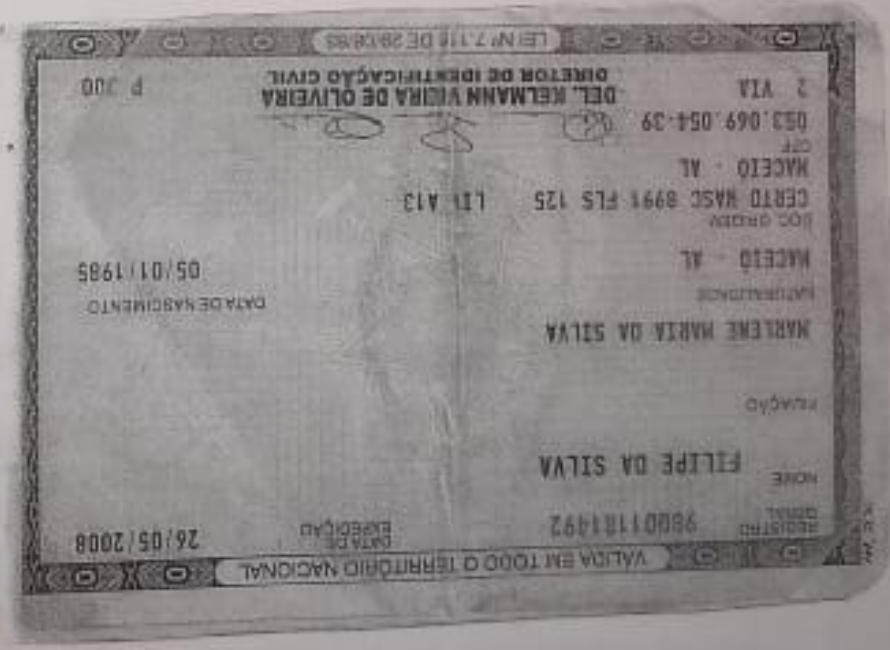 VÁLIDA EM TODO O TERRITÓRIO NACIONAL
REGISTRO GERAL 98001181492 DATA DE EXPEDIÇÃO 26/05/2008
NOME FILIPE DA SILVA
FILIAÇÃO
MARLENE MARIA DA SILVA
NATURALIDADE DATA DE NASCIMENTO
MACEIÓ - AL 05/01/1985
DOC ORIGEM
CERTD NASC 8991 FLS 125 LIV A13
MACEIO - AL
CPF
053.069.054-39
2 VIA DEL. KELMANN VIEIRA DE OLIVEIRA
DIRETOR DE IDENTIFICAÇÃO CIVIL
LEI Nº 7.116 DE 29/08/83